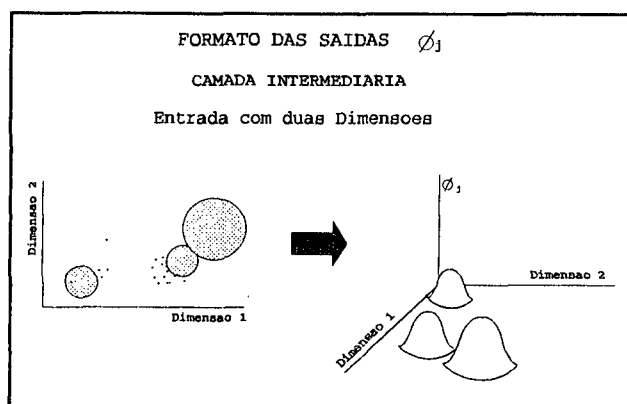 FORMATO DAS SAIDAS ∅j
CAMADA INTERMEDIARIA
Entrada com duas Dimensoes
Dimensao 2
Dimensao 1
∅j
Dimensao 2
Dimensao 1